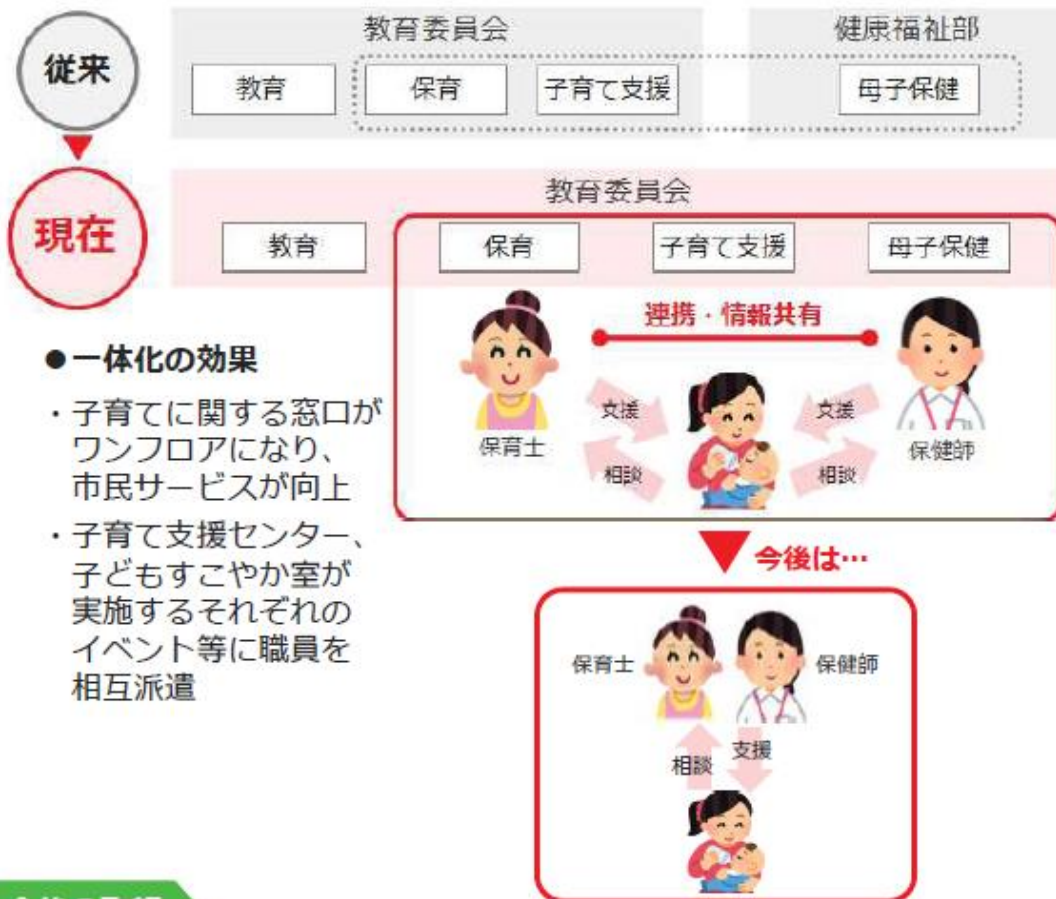 従来
教育委員会
健康福祉部
教育
保育
子育て支援
母子保健
現在
教育委員会
教育
保育
子育て支援
母子保健
連携・情報共有
保育士
支援
相談
支援
相談
保健師
●一体化の効果
・子育てに関する窓口が
ワンフロアになり、
市民サービスが向上
・子育て支援センター、
子どもすこやか室が
実施するそれぞれの
イベント等に職員を
相互派遣
今後は…
保育士
保健師
相談
支援